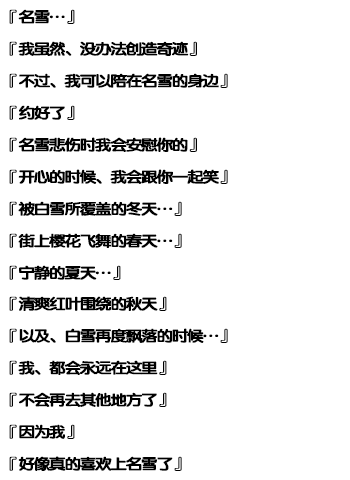 『名雪…』
『我虽然、没办法创造奇迹』
『不过、我可以陪在名雪的身边』
『约好了』
『名雪悲伤时我会安慰你的』
『开心的时候、我会跟你一起笑』
『被白雪所覆盖的冬天…』
『街上樱花飞舞的春天…』
『宁静的夏天…』
『清爽红叶围绕的秋天』
『以及、白雪再度飘落的时候…』
『我、都会永远在这里』
『不会再去其他地方了』
『因为我』
『好像真的喜欢上名雪了』